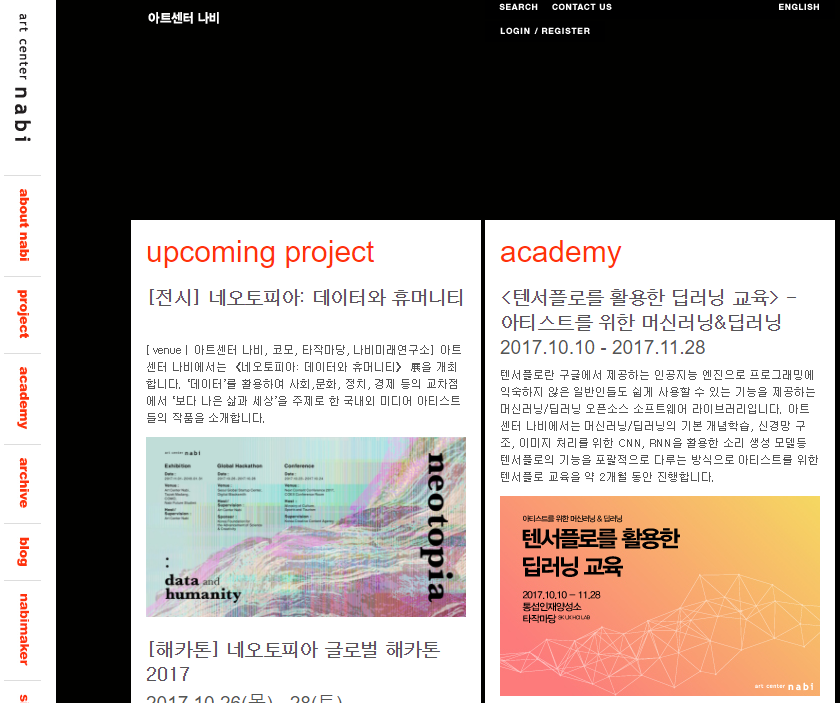 art center nabi
about nabi
project
academy
archive
blog
nabimaker
s
아트센터 나비
SEARCH CONTACT US
ENGLISH
LOGIN / REGISTER
upcoming project
[전시] 네오토피아: 데이터와 휴머니티
[ venue | 아트센터 나비, 코모, 타작마당, 나비미래연구소] 아트
센터 나비에서는 《네오토피아: 데이터와 휴머니티》 展을 개최
합니다. '데이터'를 활용하여 사회,문화, 정치, 경제 등의 교차점
에서 '보다 나은 삶과 세상'을 주제로 한 국내외 미디어 아티스트
들의 작품을 소개합니다.
art center nabi
Exhibition
Global Hackathon
Conference
neotopia
data and
humanity
[해카톤] 네오토피아 글로벌 해카톤
2017
2017.10.26(목) - 28(토)
academy
<텐서플로를 활용한 딥러닝 교육> -
아티스트를 위한 머신러닝&딥러닝
2017.10.10 - 2017.11.28
텐서플로란 구글에서 제공하는 인공지능 엔진으로 프로그래밍에
익숙하지 않은 일반인들도 쉽게 사용할 수 있는 기능을 제공하는
머신러닝/딥러닝 오픈소스 소프트웨어 라이브러리입니다. 아트
센터 나비에서는 머신러닝/딥러닝의 기본 개념학습, 신경망 구
조, 이미지 처리를 위한 CNN, RNN을 활용한 소리 생성 모델등
텐서플로의 기능을 포괄적으로 다루는 방식으로 아티스트를 위한
텐서플로 교육을 약 2개월 동안 진행합니다.
아티스트를 위한 머신러닝 & 딥러닝
텐서플로를 활용한
딥러닝 교육
2017.10.10 – 11.28
통섭인재양성소
타작마당 SK UX HCI LAB
art center nabi